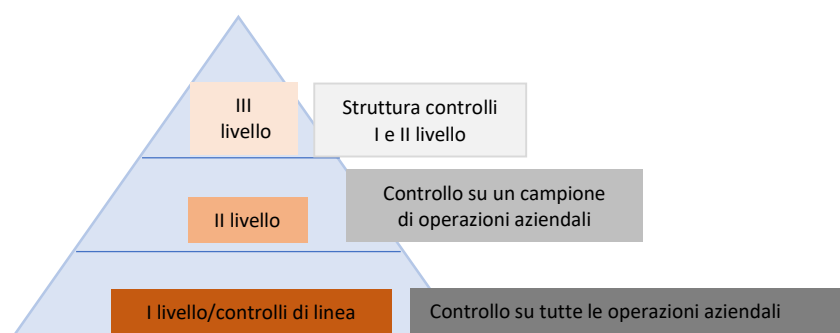 III
livello
Struttura controlli
I e II livello
Controllo su un campione
di operazioni aziendali
II livello
I livello/controlli di linea
Controllo su tutte le operazioni aziendali